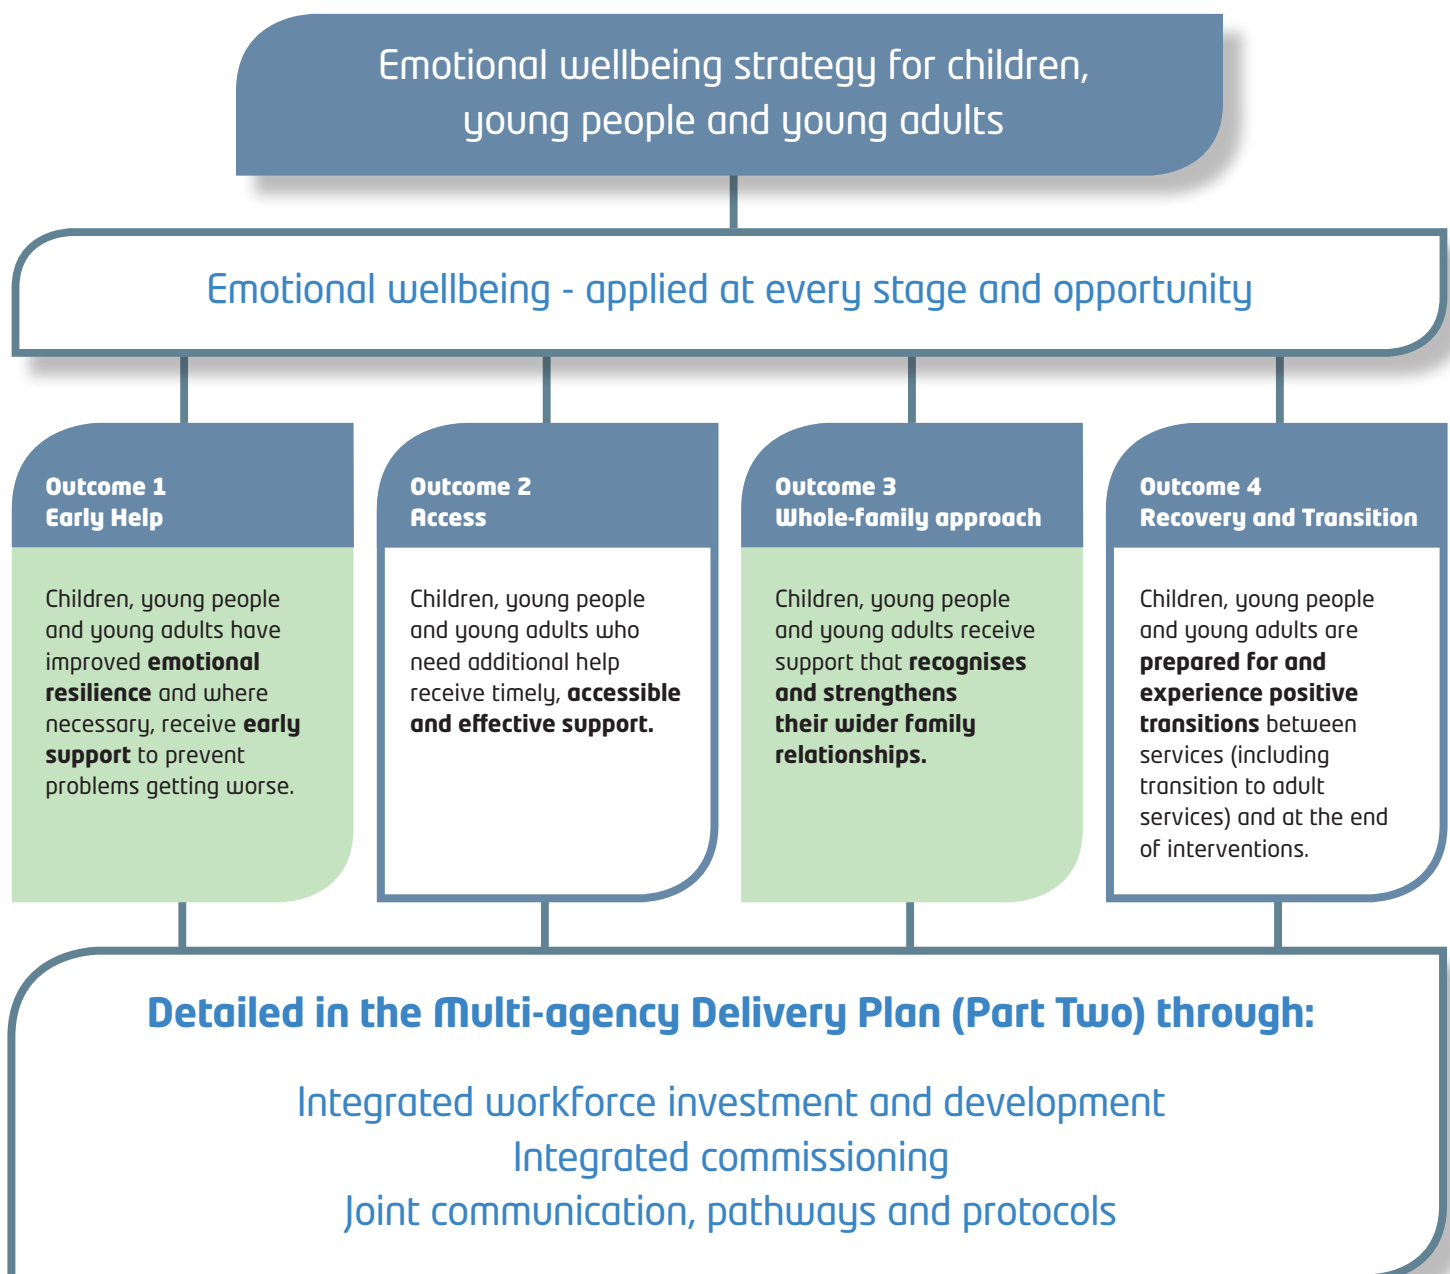 Emotional wellbeing strategy for children,
young people and young adults
Emotional wellbeing - applied at every stage and opportunity
Outcome 1
Early Help
Children, young people
and young adults have
improved emotional
resilience and where
necessary, receive early
support to prevent
problems getting worse.
Outcome 2
Access
Children, young people
and young adults who
need additional help
receive timely, accessible
and effective support.
Outcome 3
Whole-family approach
Children, young people
and young adults receive
support that recognises
and strengthens
their wider family
relationships.
Outcome 4
Recovery and Transition
Children, young people
and young adults are
prepared for and
experience positive
transitions between
services (including
transition to adult
services) and at the end
of interventions.
Detailed in the Multi-agency Delivery Plan (Part Two) through:
Integrated workforce investment and development
Integrated commissioning
Joint communication, pathways and protocols